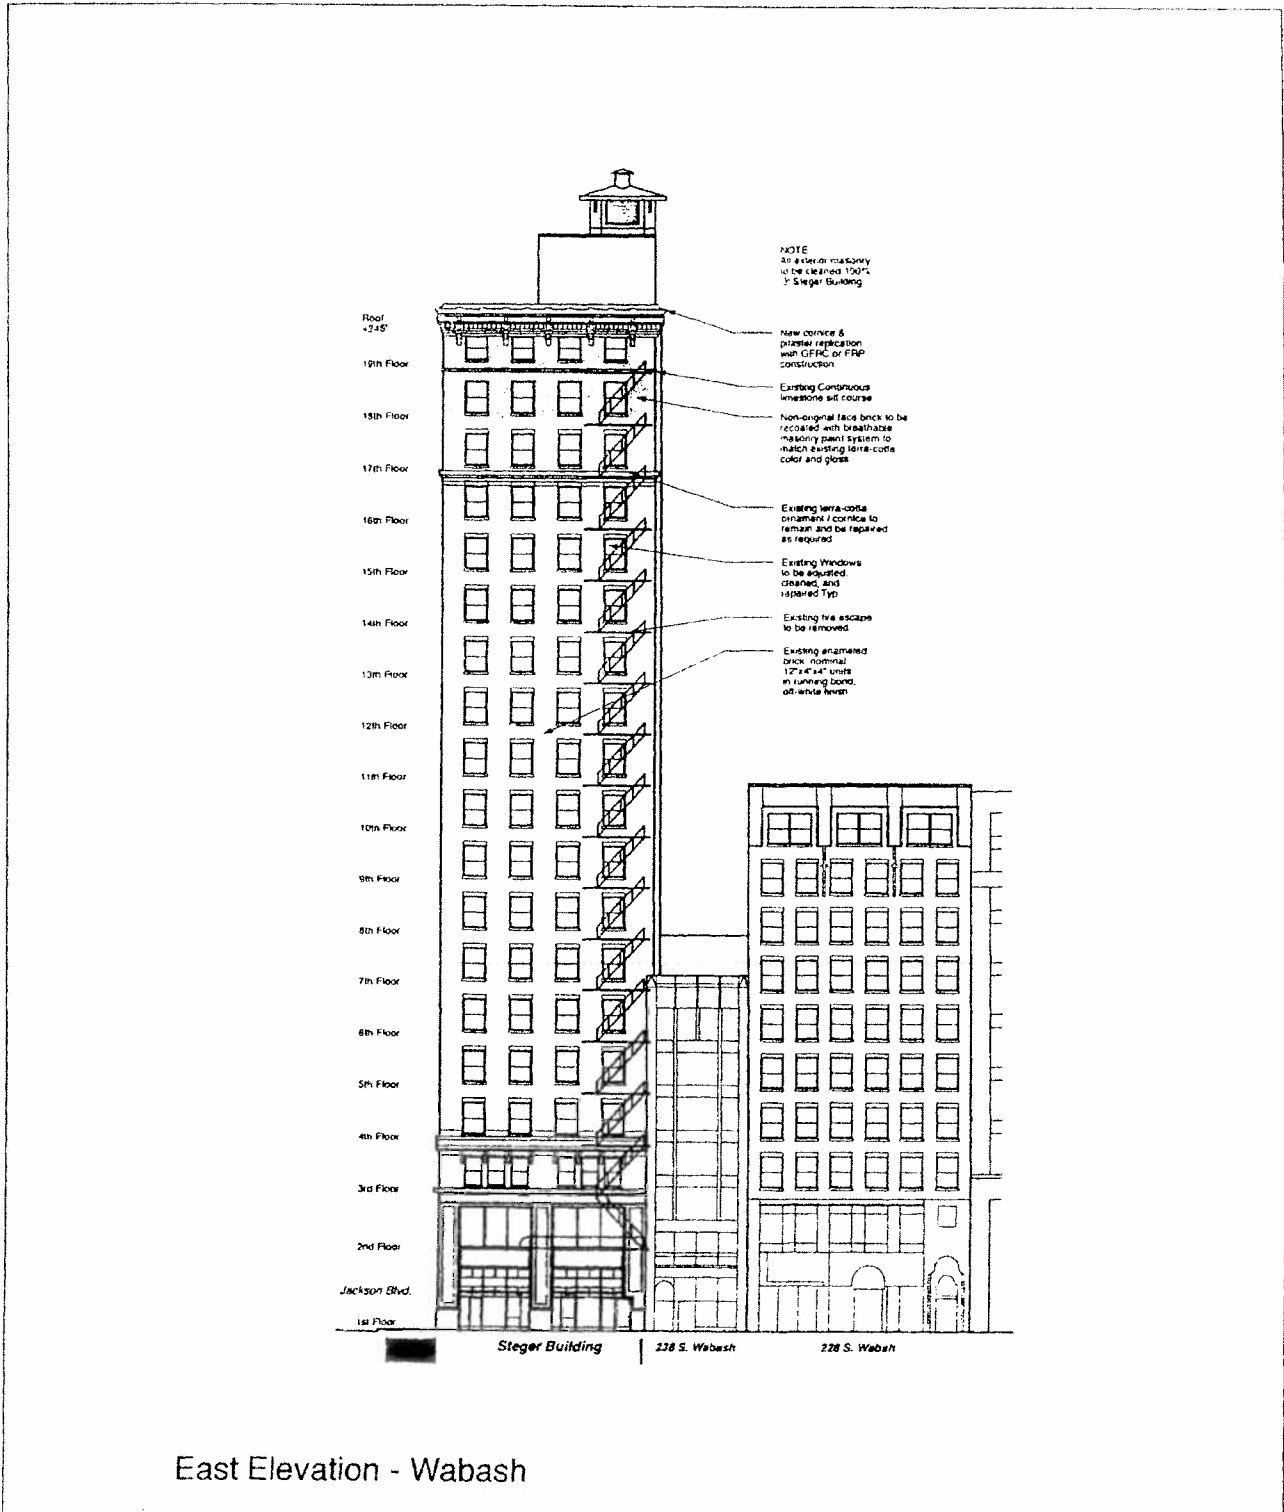 NOTE
All exterior masonry
to be cleaned 100%
Steger Building
Roof
+245'
New cornice &
pilaster replication
with GFRC or FRP
construction
19th Floor
Existing Continuous
limestone sill course
18th Floor
Non-original face brick to be
recoated with breathable
masonry paint system to
match existing terra-cotta
color and gloss
17th Floor
Existing terra-cotta
ornament / cornice to
remain and be repaired
as required
16th Floor
15th Floor
Existing Windows
to be adjusted,
cleaned, and
repaired Typ
14th Floor
Existing fire escape
to be removed
13th Floor
Existing enameled
brick, nominal
12"x4"x4" units
in running bond,
off-white finish
12th Floor
11th Floor
10th Floor
9th Floor
8th Floor
7th Floor
6th Floor
5th Floor
4th Floor
3rd Floor
2nd Floor
Jackson Blvd.
1st Floor
Steger Building
238 S. Wabash
228 S. Wabsh
East Elevation - Wabash